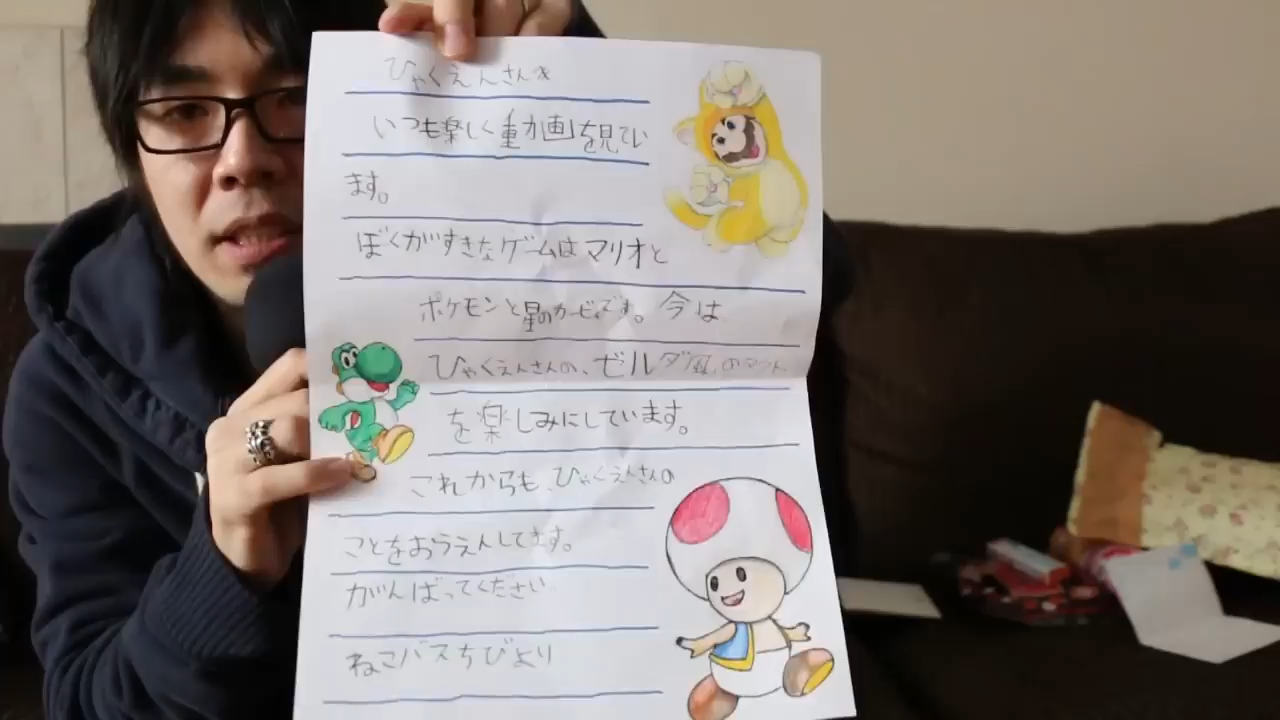 ひゃくえんさんを
いつも楽しく動画を見てい
ます。
ぼくがすきなゲームはマリオと
ポケモンと星のカービィです。今は
ひゃくえんさんの、ゼルダ風の
を楽しみにしています。
これからも、ひゃくえんさんの
ことをおうえんしてます。
がんばってください
ねこバスちびより